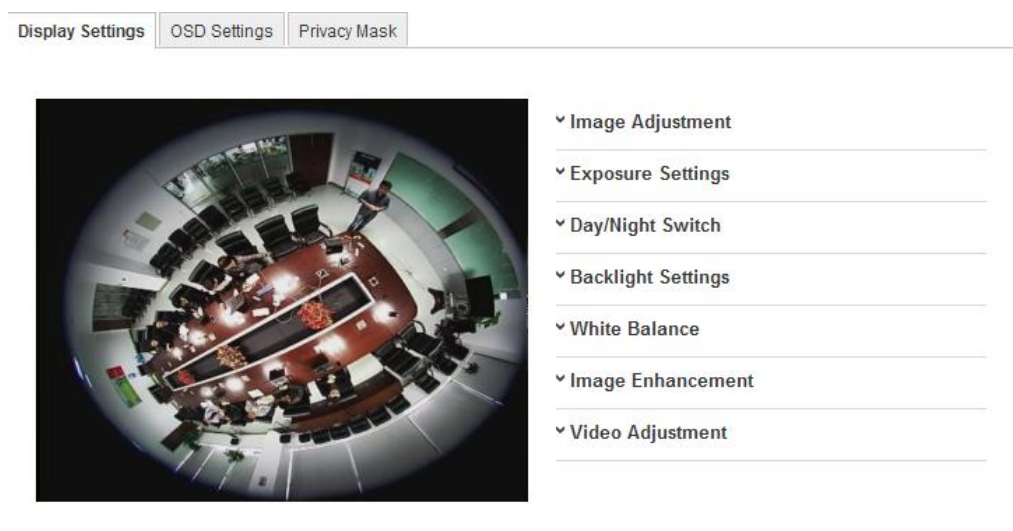 Display Settings
OSD Settings
Privacy Mask
Image Adjustment
Exposure Settings
Day/Night Switch
Backlight Settings
White Balance
Image Enhancement
Video Adjustment